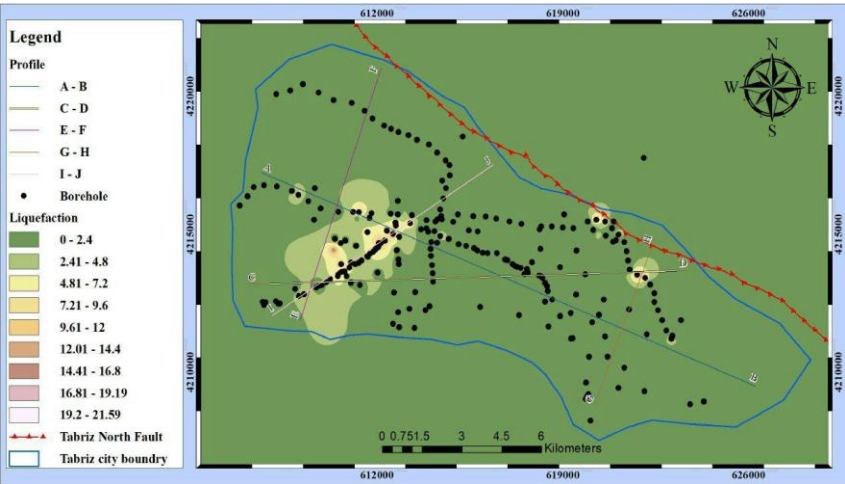 612000 619000 626000
Legend
Profile
A - B
C - D
E - F
G - H
I - J
Borehole
Liquefaction
0 - 2.4
2.41 - 4.8
4.81 - 7.2
7.21 - 9.6
9.61 - 12
12.01 - 14.4
14.41 - 16.8
16.81 - 19.19
19.2 - 21.59
Tabriz North Fault
Tabriz city boundry
4220000
4215000
4210000
N
W E
S
4220000
4215000
4210000
A
B
C
D
H
0 0.751.5 3 4.5 6
Kilometers
612000 619000 626000